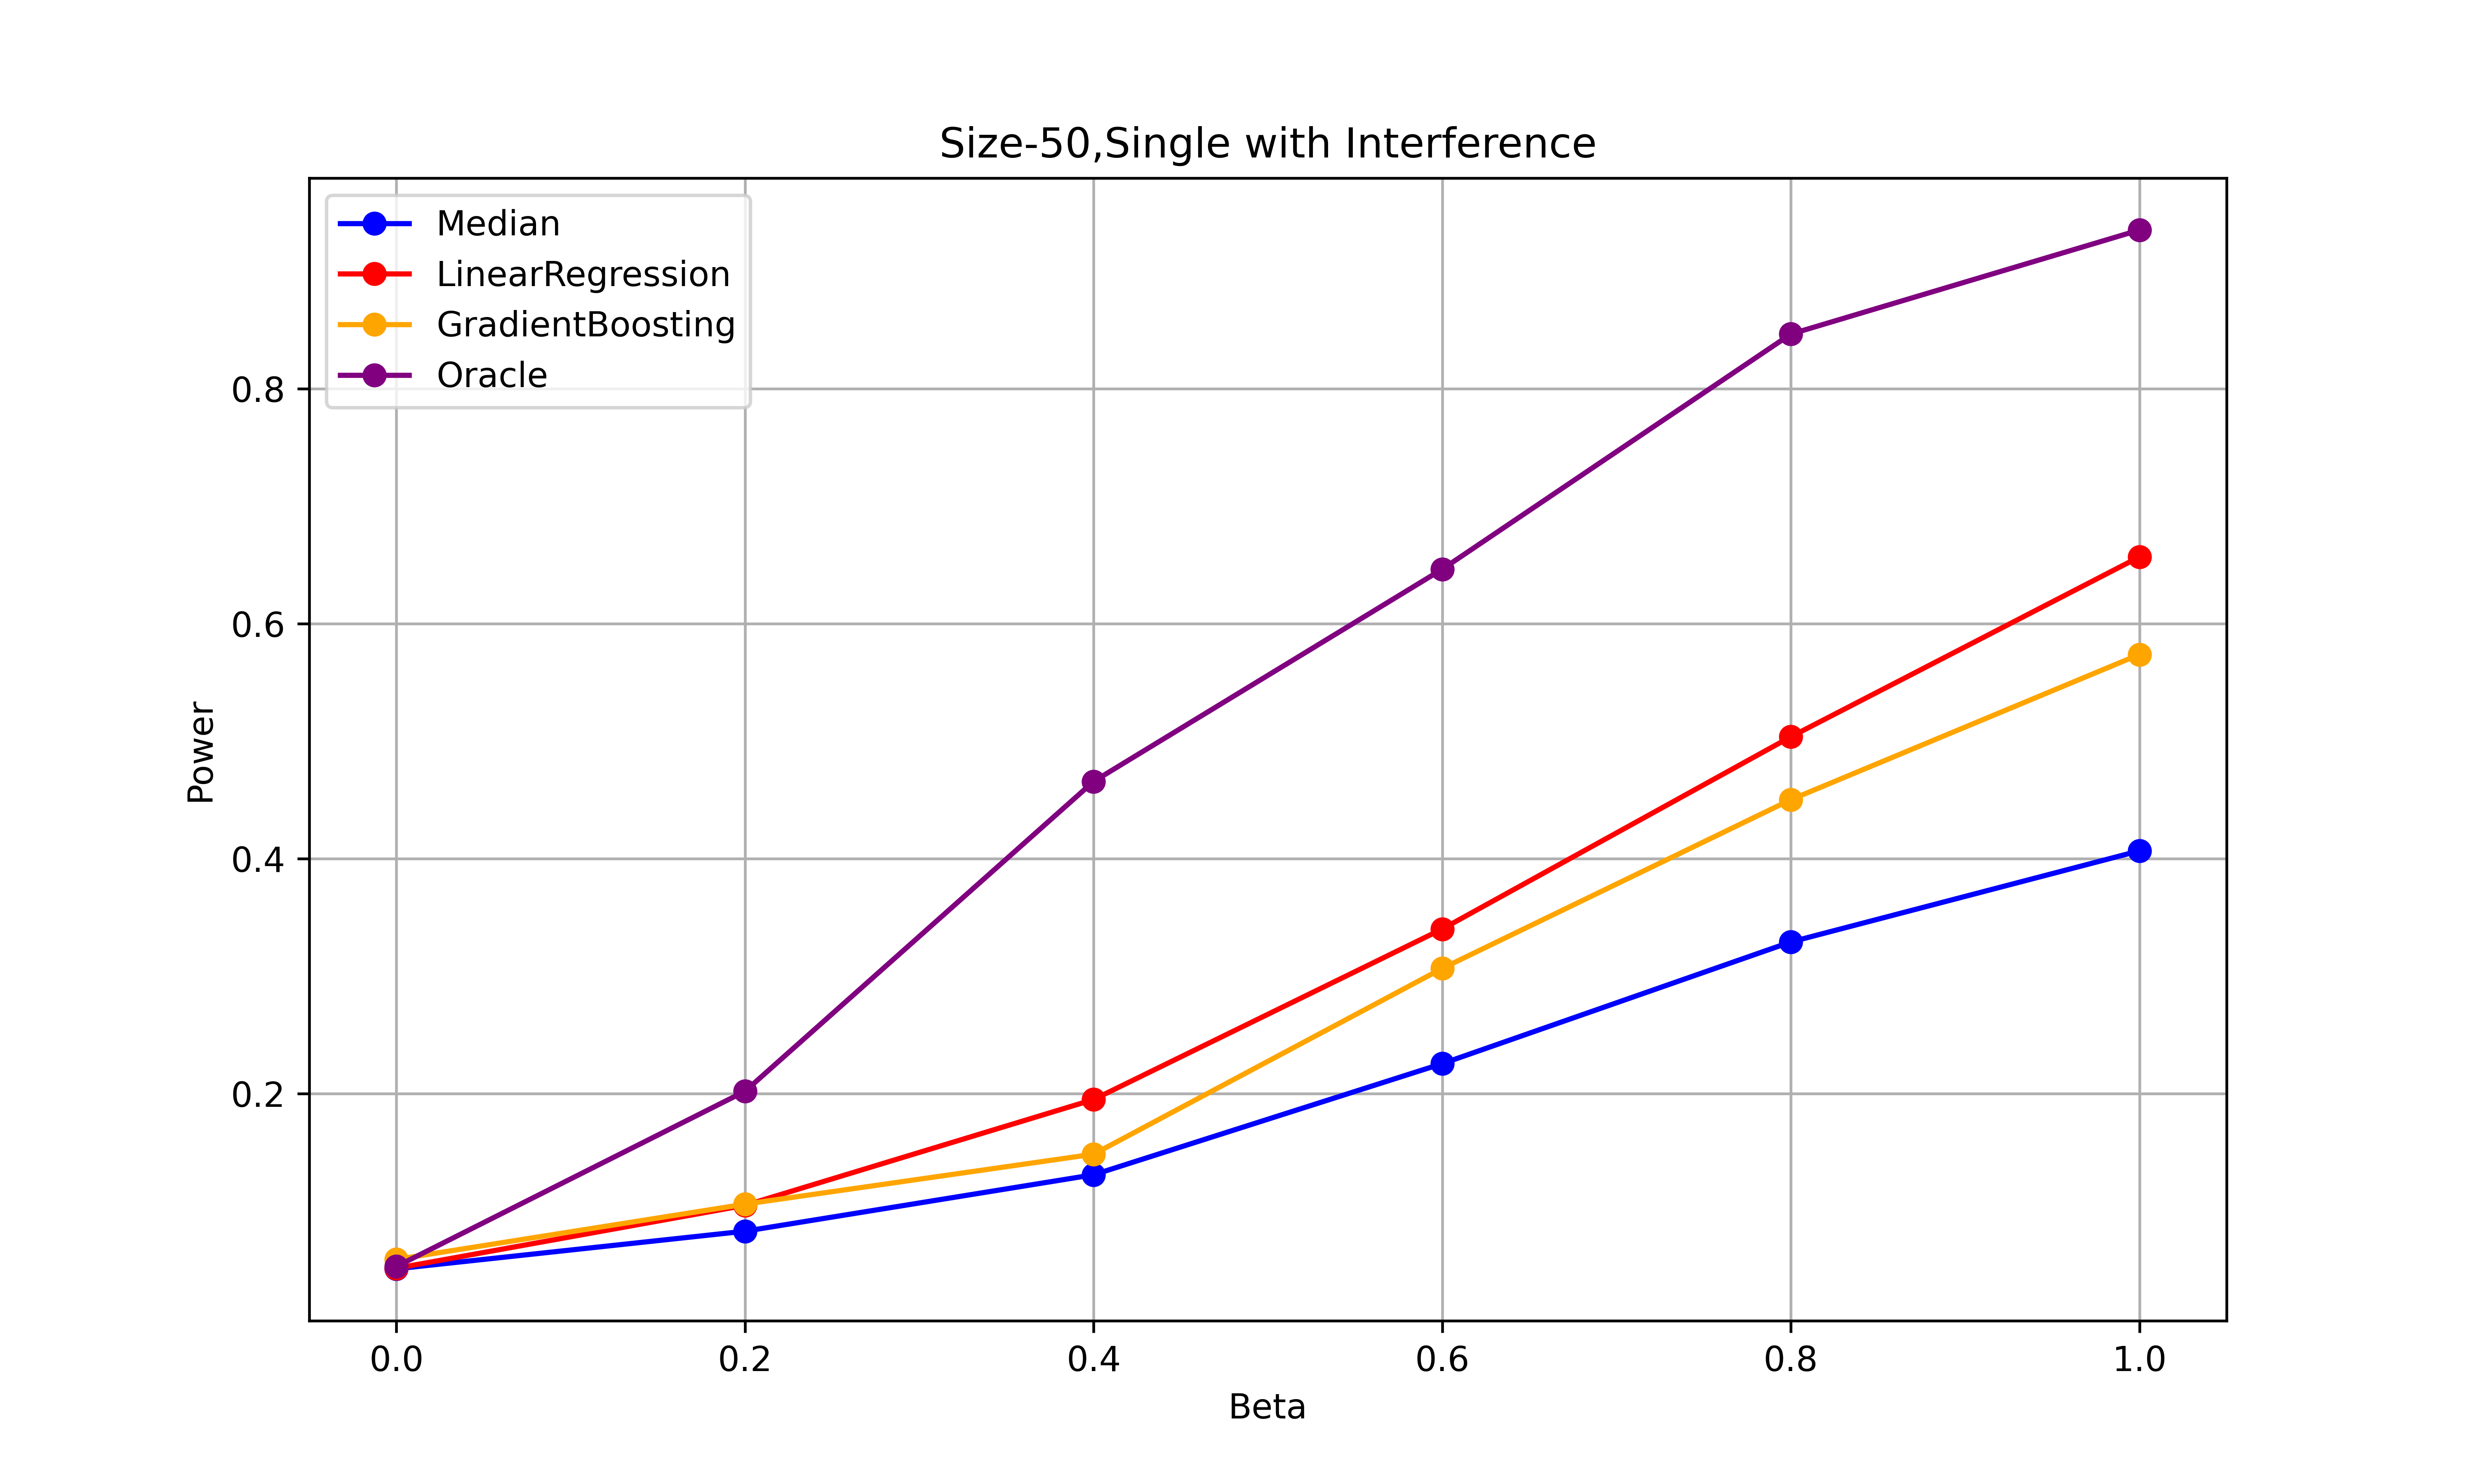 Size-50,Single with Interference
Median
LinearRegression
GradientBoosting
Oracle
0.8
0.6
0.4
0.2
Power
0.0 0.2 0.4 0.6 0.8 1.0
Beta